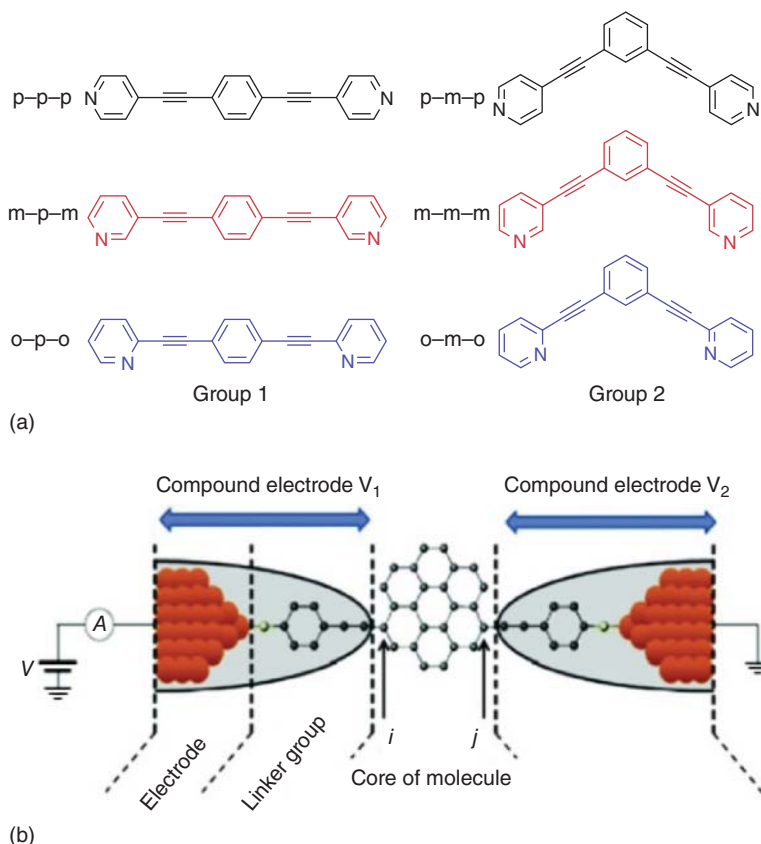 p–p–p
p–m–p
N
N
N
N
m–p–m
m–m–m
N
N
N
N
o–p–o
o–m–o
N
N
N
N
Group 1
Group 2
(a)
Compound electrode V₁
Compound electrode V₂
A
V
i
j
Electrode
Linker group
Core of molecule
(b)